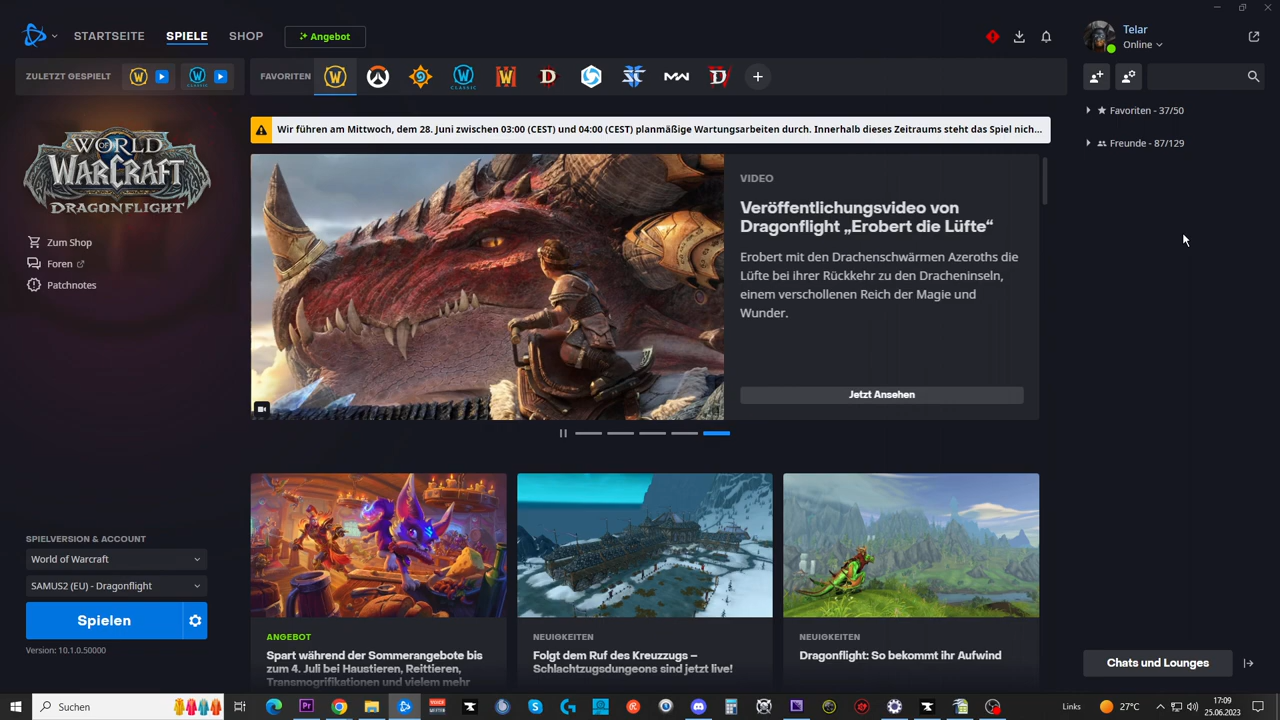 STARTSEITE
SPIELE
SHOP
Angebot
Telar
Online
ZULETZT GESPIELT
CLASSIC
FAVORITEN
CLASSIC
Favoriten - 37/50
Freunde - 87/129
Wir führen am Mittwoch, dem 28. Juni zwischen 03:00 (CEST) und 04:00 (CEST) planmäßige Wartungsarbeiten durch. Innerhalb dieses Zeitraums steht das Spiel nich...
WORLD
OF
WARCRAFT
DRAGONFLIGHT
Zum Shop
Foren
Patchnotes
VIDEO
Veröffentlichungsvideo von
Dragonflight „Erobert die Lüfte“
Erobert mit den Drachenschwärmen Azeroths die
Lüfte bei ihrer Rückkehr zu den Dracheninseln,
einem verschollenen Reich der Magie und
Wunder.
Jetzt Ansehen
SPIELVERSION & ACCOUNT
World of Warcraft
SAMUS2 (EU) - Dragonflight
Spielen
Version: 10.1.0.50000
ANGEBOT
Spart während der Sommerangebote bis
zum 4. Juli bei Haustieren, Reittieren,
Transmogrifikationen und vielem mehr
NEUIGKEITEN
Folgt dem Ruf des Kreuzzugs –
Schlachtzugsdungeons sind jetzt live!
NEUIGKEITEN
Dragonflight: So bekommt ihr Aufwind
Chats und Lounges
Suchen
Pr
Links
27°C
17:09
25.06.2023